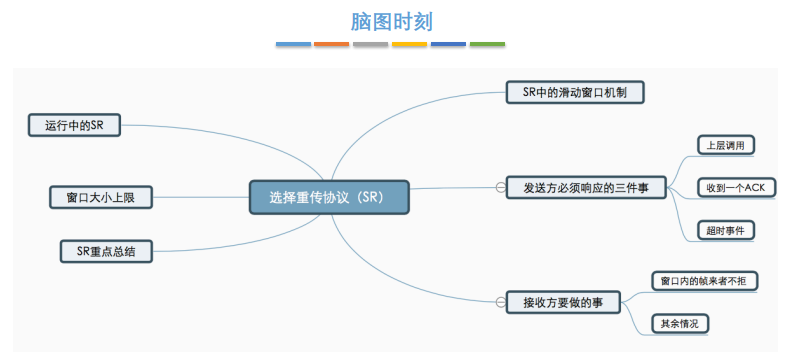 脑图时刻
选择重传协议（SR）
SR中的滑动窗口机制
发送方必须响应的三件事
上层调用
收到一个ACK
超时事件
接收方要做的事
窗口内的帧来者不拒
其余情况
运行中的SR
窗口大小上限
SR重点总结